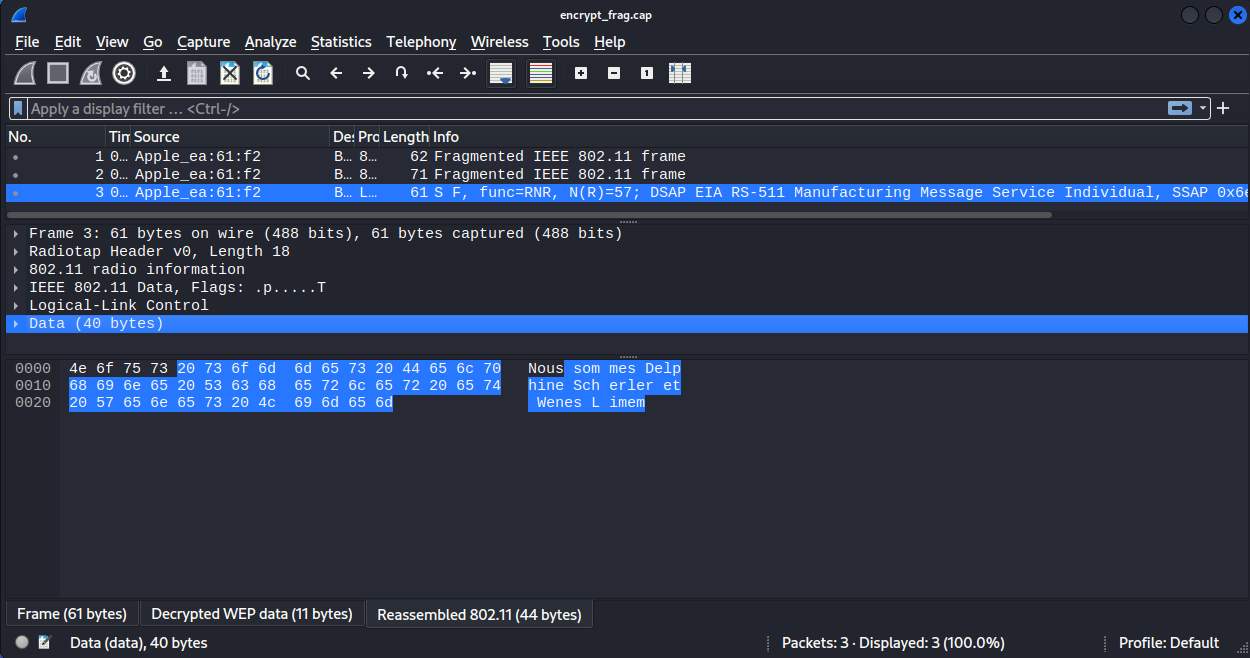 encrypt_frag.cap
File Edit View Go Capture Analyze Statistics Telephony Wireless Tools Help
Apply a display filter … <Ctrl-/>
No. Tim Source Des Pro Length Info
1 0… Apple_ea:61:f2 B… 8… 62 Fragmented IEEE 802.11 frame
2 0… Apple_ea:61:f2 B… 8… 71 Fragmented IEEE 802.11 frame
3 0… Apple_ea:61:f2 B… L… 61 S F, func=RNR, N(R)=57; DSAP EIA RS-511 Manufacturing Message Service Individual, SSAP 0x6e
Frame 3: 61 bytes on wire (488 bits), 61 bytes captured (488 bits)
Radiotap Header v0, Length 18
802.11 radio information
IEEE 802.11 Data, Flags: .p.....T
Logical-Link Control
Data (40 bytes)
0000 4e 6f 75 73 20 73 6f 6d 6d 65 73 20 44 65 6c 70 Nous som mes Delp
0010 68 69 6e 65 20 53 63 68 65 72 6c 65 72 20 65 74 hine Sch erler et
0020 20 57 65 6e 65 73 20 4c 69 6d 65 6d Wenes L imem
Frame (61 bytes) Decrypted WEP data (11 bytes) Reassembled 802.11 (44 bytes)
Data (data), 40 bytes Packets: 3 · Displayed: 3 (100.0%) Profile: Default